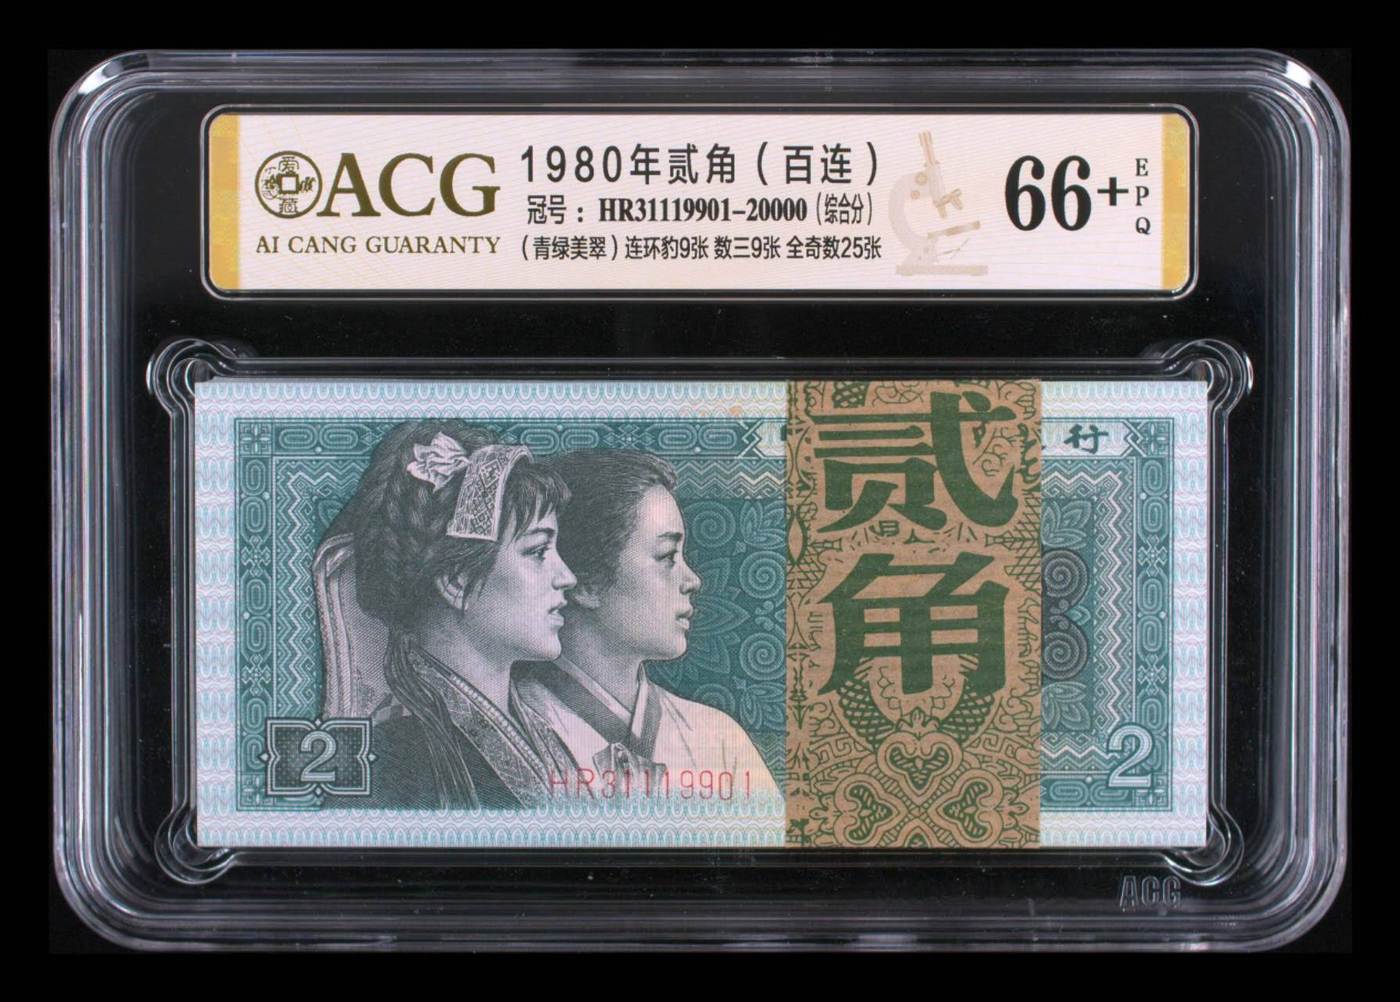 ACG
AI CANG GUARANTY
1980年贰角（百连）
冠号：HR31119901-20000（综合分）
（青绿美翠）连环豹9张 数三9张 全奇数25张
66+
EPQ
行
贰角
2
HR31119901
2
ACG